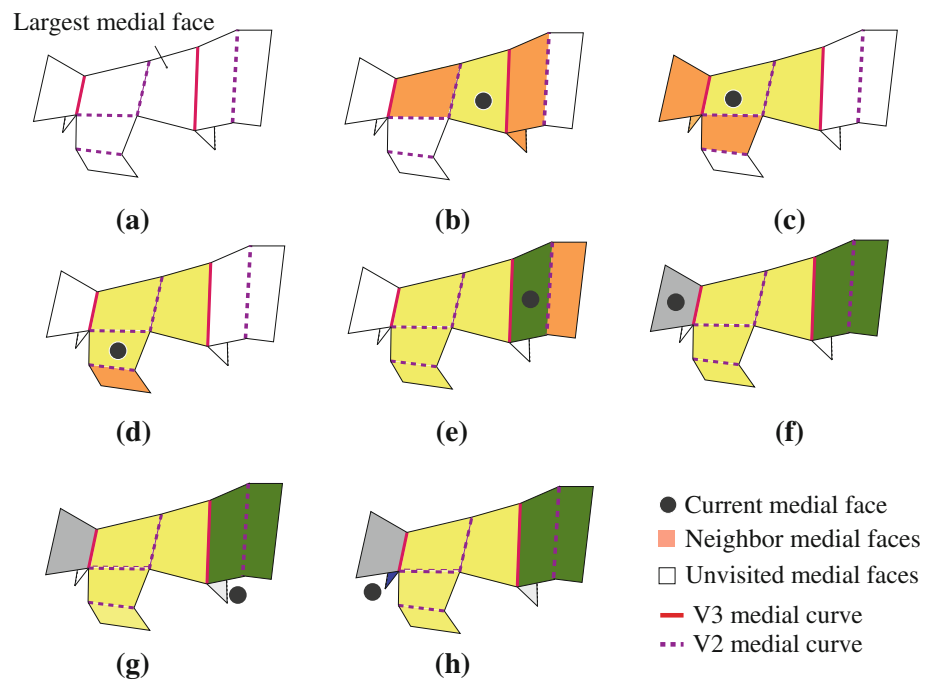 Largest medial face
(a)
(b)
(c)
(d)
(e)
(f)
(g)
(h)
Current medial face
Neighbor medial faces
Unvisited medial faces
V3 medial curve
V2 medial curve